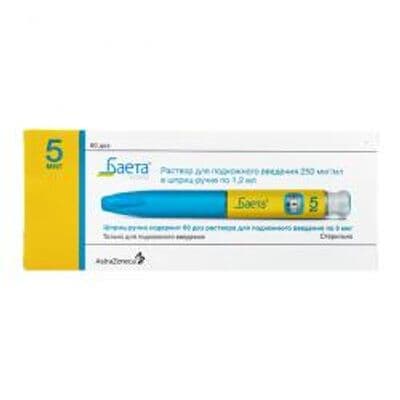 5
МКГ
60 доз
Баета®
Раствор для подкожного введения 250 мкг/мл
в шприц-ручке по 1,2 мл
Баета®
5
Шприц-ручка содержит 60 доз раствора для подкожного введения по 5 мкг
Только для подкожного введения
Стерильно
AstraZeneca